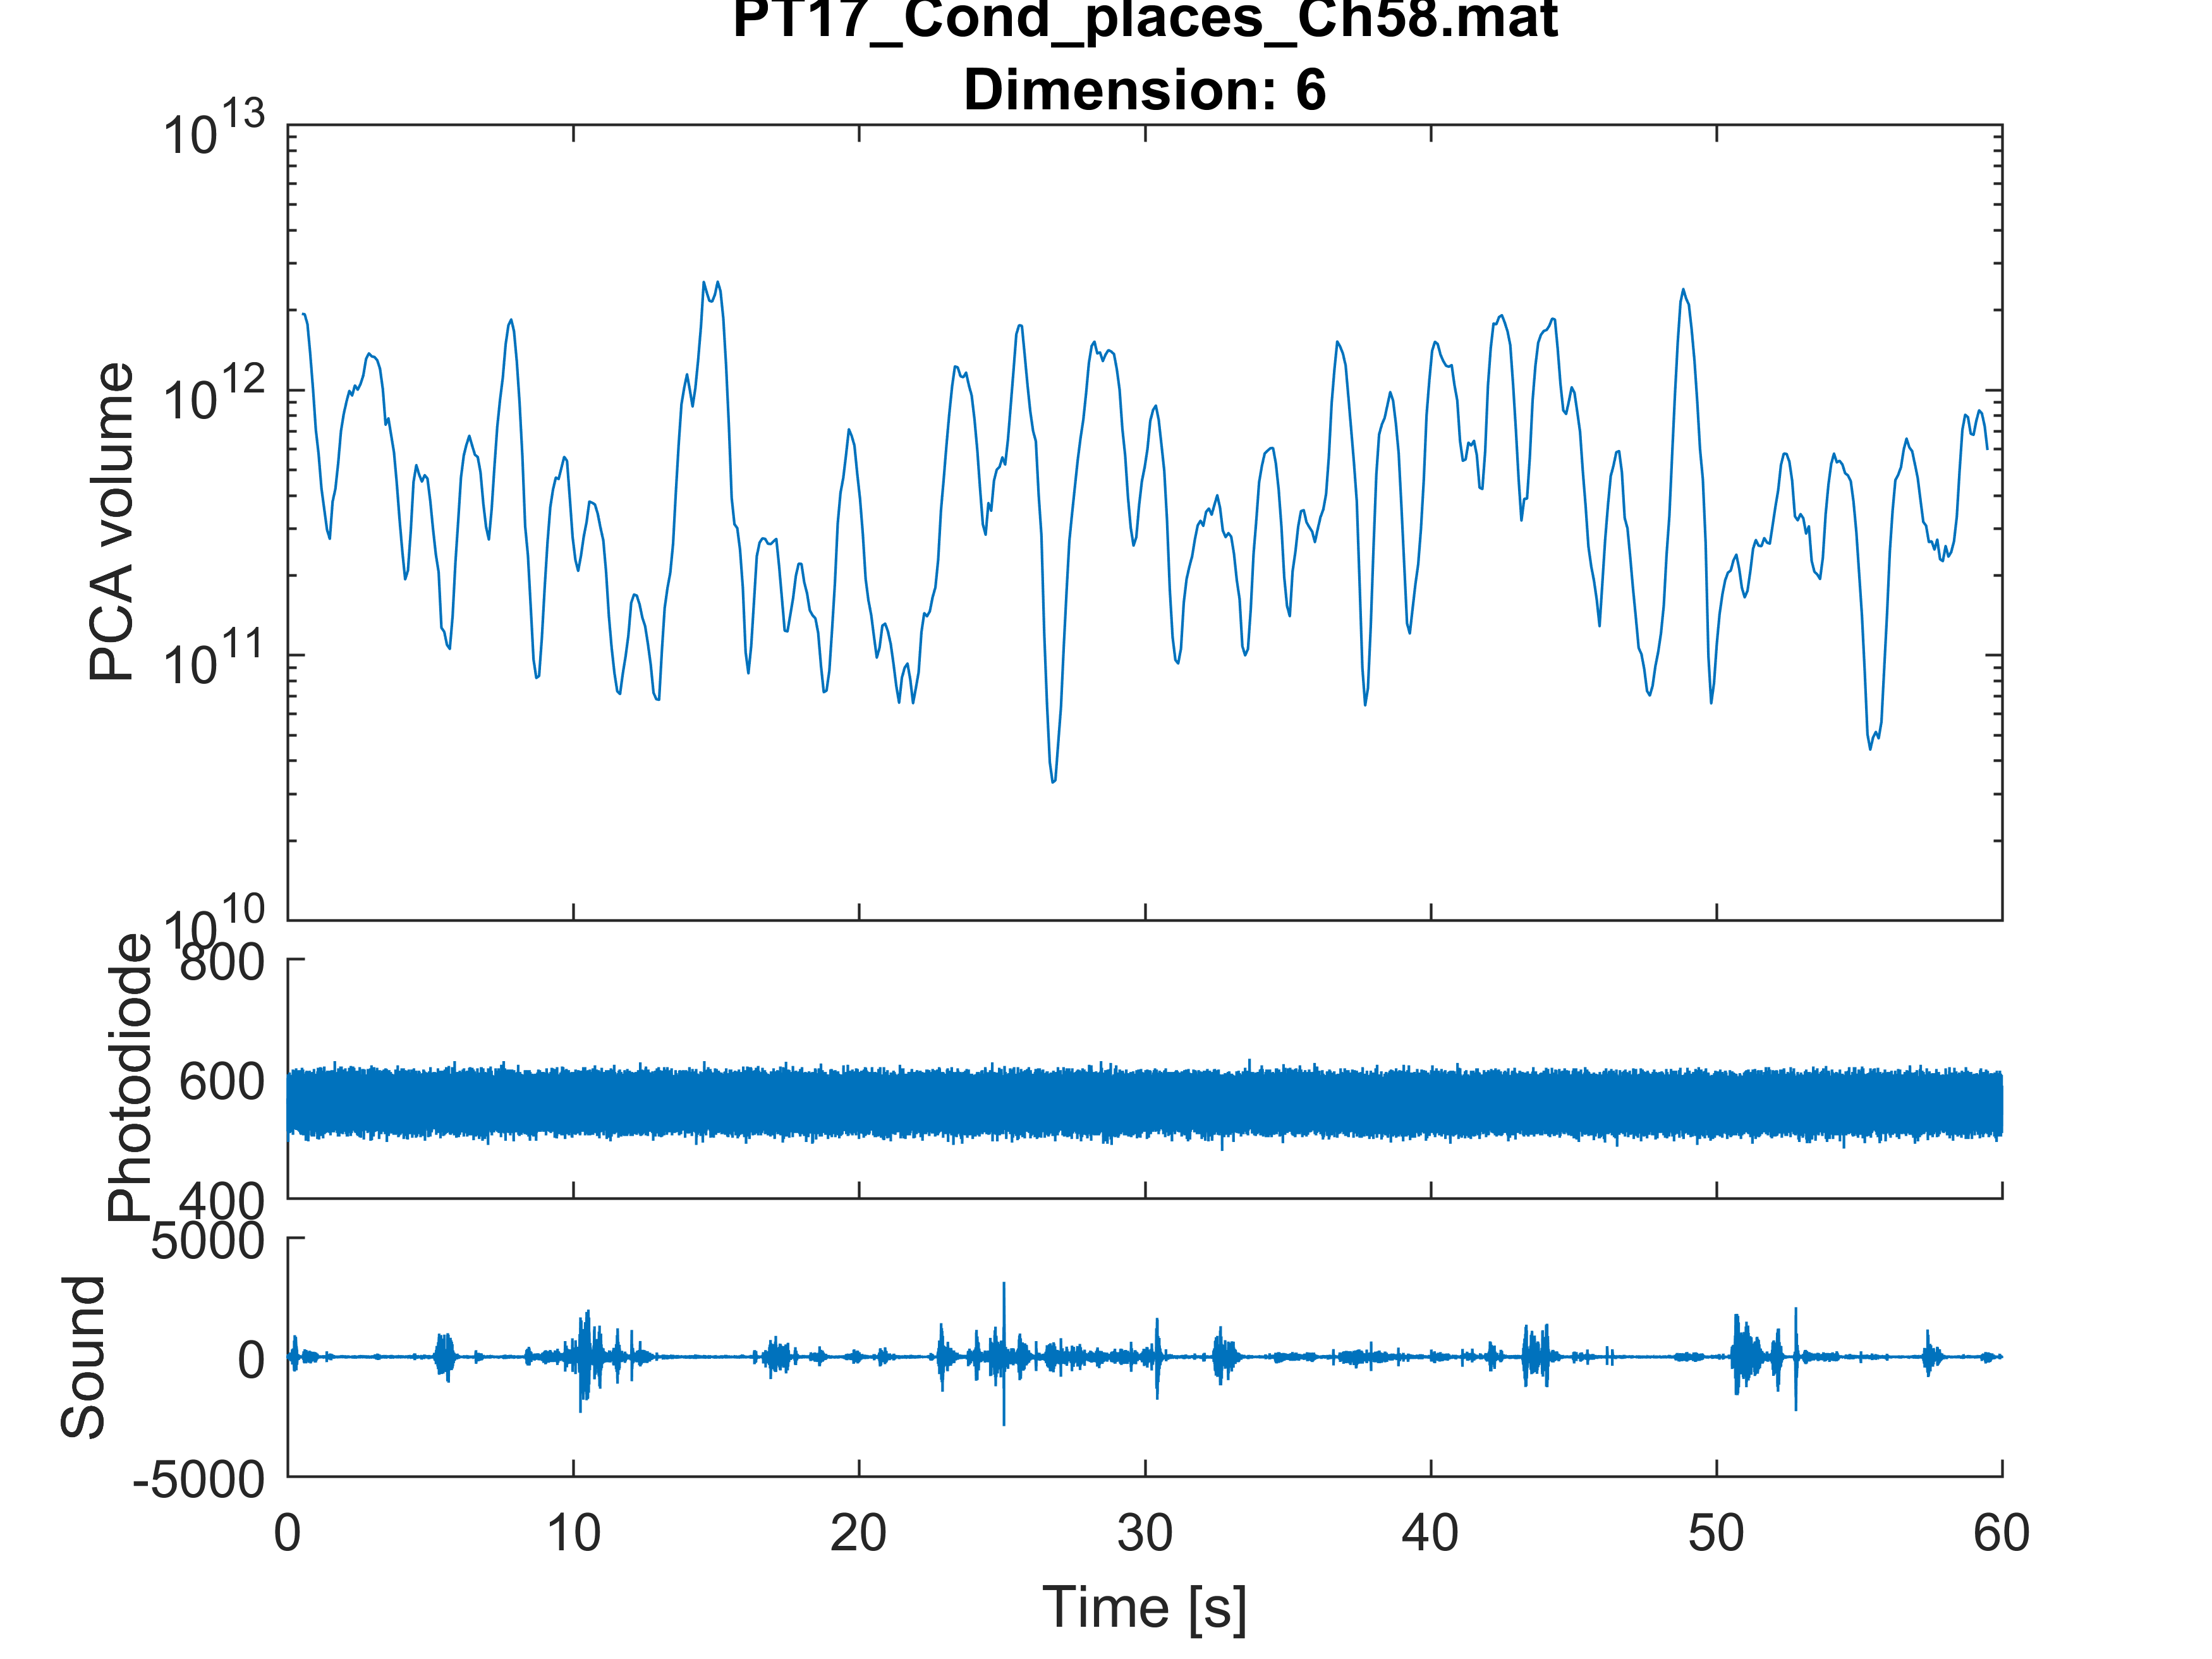 PT17_Cond_places_Ch58.mat
Dimension: 6
10^13
10^12
10^11
10^10
PCA volume
800
600
400
Photodiode
5000
0
-5000
Sound
0 10 20 30 40 50 60
Time [s]